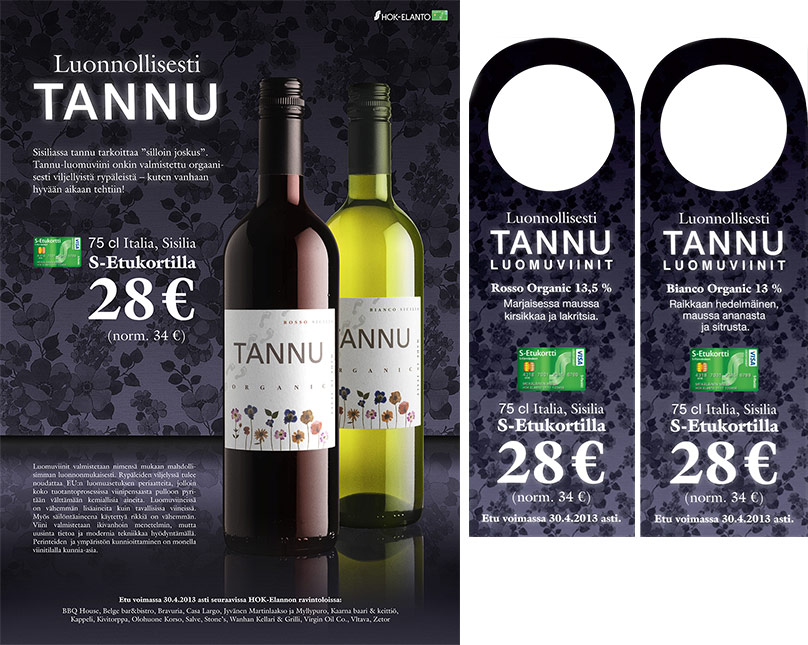 HOK-ELANTO
Luonnollisesti
TANNU
Sisiliassa tannu tarkoittaa ”silloin joskus”.
Tannu-luomuviini onkin valmistettu orgaani-
sesti viljellyistä rypäleistä – kuten vanhaan
hyvään aikaan tehtiin!
S-Etukortti VISA
75 cl Italia, Sisilia
S-Etukortilla
28 €
(norm. 34 €)
ROSSO SICILIA
TANNU
ORGANIC
BIANCO SICILIA
TANNU
ORGANIC
Luomuviinit valmistetaan nimensä mukaan mahdolli-
simman luonnonmukaisesti. Rypäleiden viljelyssä tulee
noudattaa EU:n luomuasetuksen periaatteita, jolloin
koko tuotantoprosessissa viinipensaasta pulloon pyri-
tään välttämään kemiallisia aineita. Luomuviineissä
on vähemmän lisäaineita kuin tavallisissa viineissä.
Myös säilöntäaineena käytettyä rikkiä on vähemmän.
Viini valmistetaan ikivanhoin menetelmin, mutta
uusinta tietoa ja modernia tekniikkaa hyödyntämällä.
Perinteiden ja ympäristön kunnioittaminen on monella
viinitilalla kunnia-asia.
Etu voimassa 30.4.2013 asti seuraavissa HOK-Elannon ravintoloissa:
BBQ House, Belge bar&bistro, Bravuria, Casa Largo, Jyvänen Martinlaakso ja Myllypuro, Kaarna baari & keittiö,
Kappeli, Kivitorppa, Olohuone Korso, Salve, Stone’s, Wanhan Kellari & Grilli, Virgin Oil Co., Vltava, Zetor
Luonnollisesti
TANNU
LUOMUVIINIT
Rosso Organic 13,5 %
Marjaisessa maussa
kirsikkaa ja lakritsia.
S-Etukortti VISA
75 cl Italia, Sisilia
S-Etukortilla
28 €
(norm. 34 €)
Etu voimassa 30.4.2013 asti.
Luonnollisesti
TANNU
LUOMUVIINIT
Bianco Organic 13 %
Raikkaan hedelmäinen,
maussa ananasta
ja sitrusta.
S-Etukortti VISA
75 cl Italia, Sisilia
S-Etukortilla
28 €
(norm. 34 €)
Etu voimassa 30.4.2013 asti.